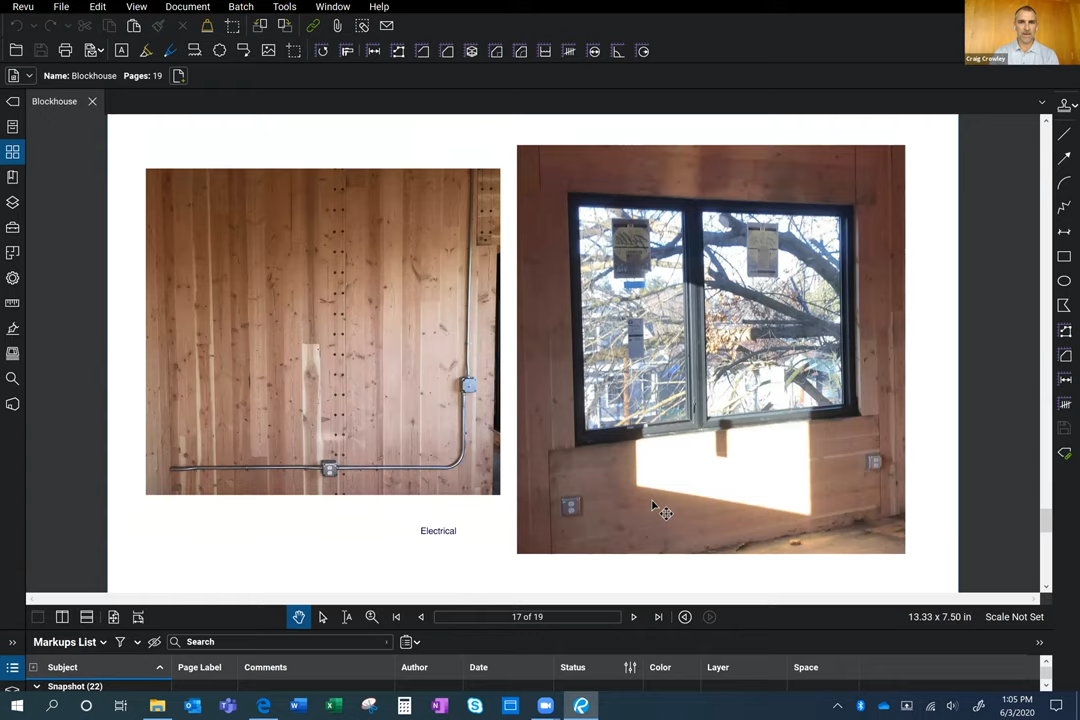 Revu File Edit View Document Batch Tools Window Help
Craig Crowley
Name: Blockhouse Pages: 19
Blockhouse
Electrical
17 of 19
13.33 x 7.50 in Scale Not Set
Markups List Search
Subject Page Label Comments Author Date Status Color Layer Space
Snapshot (22)
1:05 PM
6/3/2020